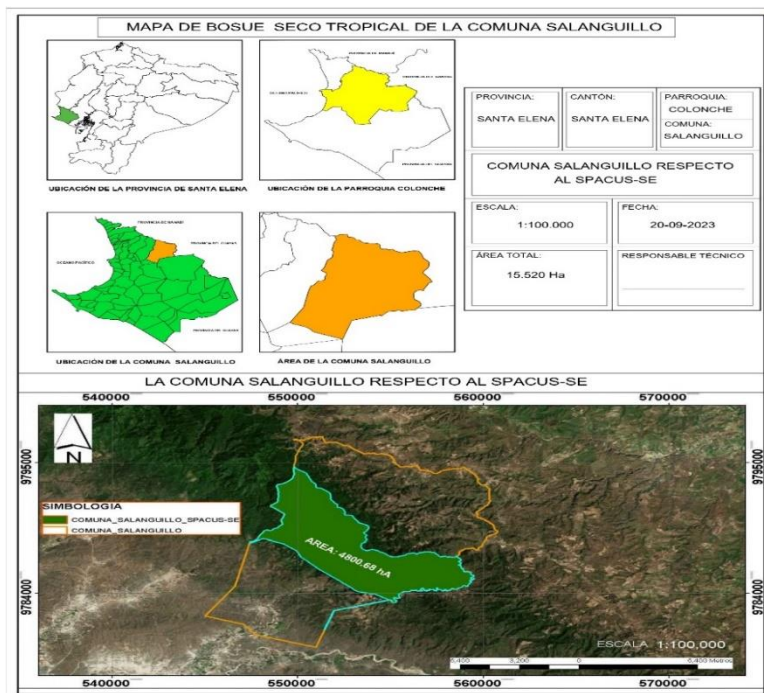 MAPA DE BOSUE SECO TROPICAL DE LA COMUNA SALANGUILLO
OCEANO PACIFICO
UBICACIÓN DE LA PROVINCIA DE SANTA ELENA
UBICACIÓN DE LA PARROQUIA COLONCHE
PROVINCIA:
SANTA ELENA
CANTÓN:
SANTA ELENA
PARROQUIA:
COLONCHE
COMUNA:
SALANGUILLO
COMUNA SALANGUILLO RESPECTO
AL SPACUS-SE
ESCALA:
1:100.000
FECHA:
20-09-2023
ÁREA TOTAL:
15.520 Ha
RESPONSABLE TÉCNICO
OCEANO PACIFICO
UBICACIÓN DE LA COMUNA SALANGUILLO
ÁREA DE LA COMUNA SALANGUILLO
LA COMUNA SALANGUILLO RESPECTO AL SPACUS-SE
540000 550000 560000 570000
N
9795000
9795000
SIMBOLOGIA
COMUNA_SALANGUILLO_SPACUS-SE
COMUNA_SALANGUILLO
AREA: 4800.68 hA
9784000
9784000
ESCALA 1:100,000
6,400 3,200 0 6,400 Metros
540000 550000 560000 570000